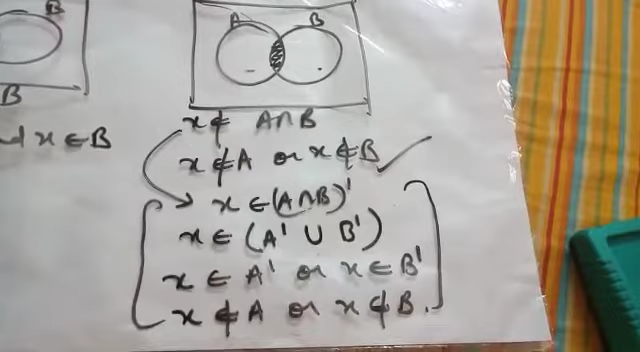 B
A B
B
x ∉ A∩B
x ∈ B
x ∉ A or x ∉ B ✓
x ∈ (A∩B)'
x ∈ (A' ∪ B')
x ∈ A' or x ∈ B'
x ∉ A or x ∉ B.